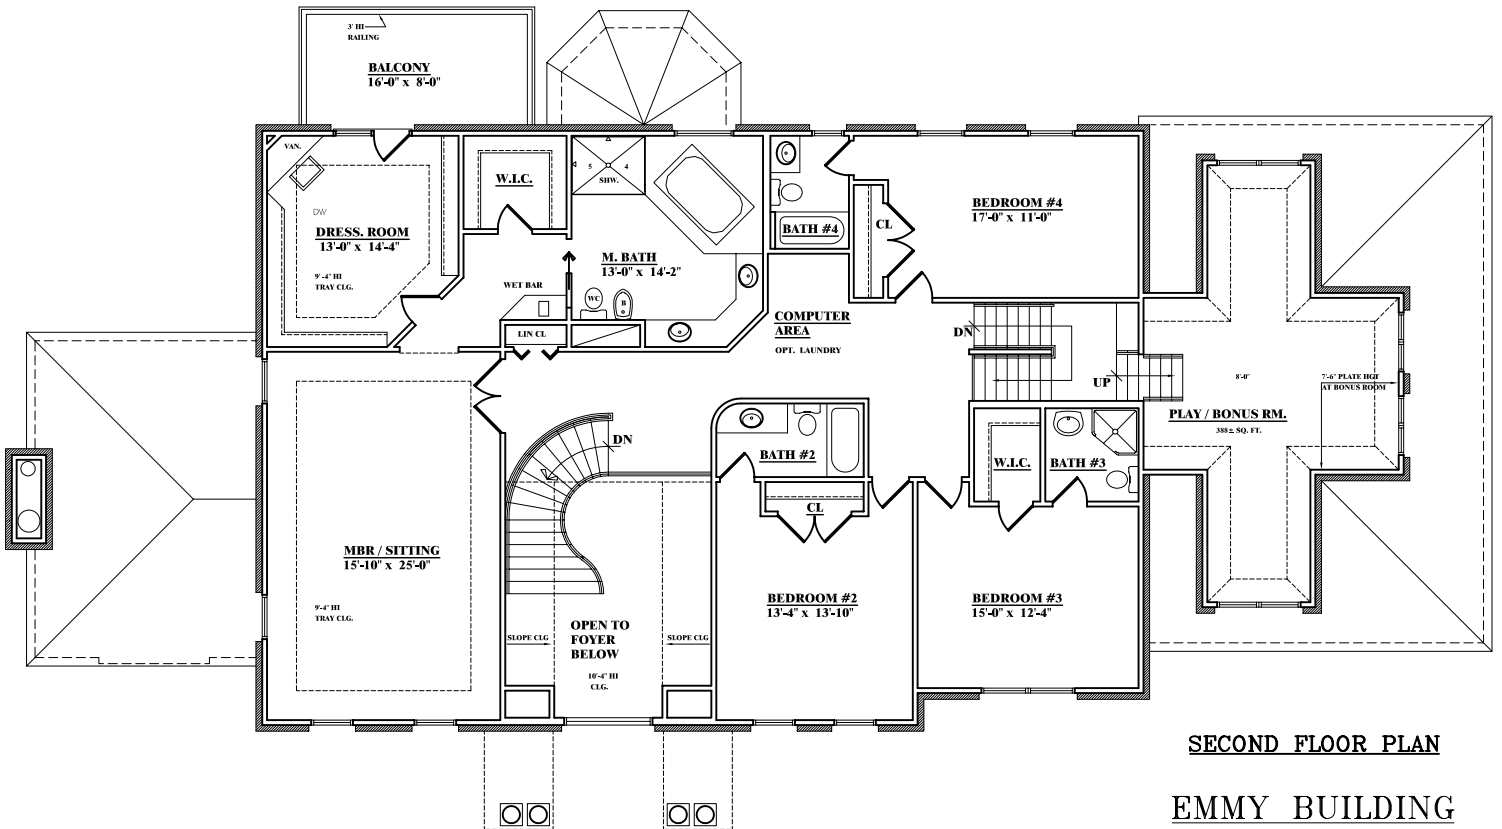 3' HI
RAILING
BALCONY
16'-0" x 8'-0"
VAN.
DW
DRESS. ROOM
13'-0" x 14'-4"
9'-4" HI
TRAY CLG.
W.I.C.
5 4
SHW.
M. BATH
13'-0" x 14'-2"
WET BAR
WC
B
LIN CL
BATH #4
CL
BEDROOM #4
17'-0" x 11'-0"
COMPUTER
AREA
OPT. LAUNDRY
DN
UP
8'-0"
7'-6" PLATE HGT
AT BONUS ROOM
PLAY / BONUS RM.
388± SQ. FT.
DN
BATH #2
CL
W.I.C.
BATH #3
MBR / SITTING
15'-10" x 25'-0"
9'-4" HI
TRAY CLG.
SLOPE CLG
OPEN TO
FOYER
BELOW
SLOPE CLG
10'-4" HI
CLG.
BEDROOM #2
13'-4" x 13'-10"
BEDROOM #3
15'-0" x 12'-4"
SECOND FLOOR PLAN
EMMY BUILDING